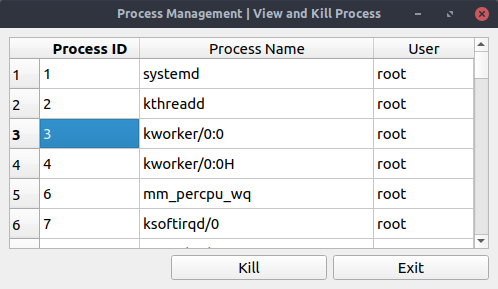 Process Management | View and Kill Process
Process ID Process Name User
1 1 systemd root
2 2 kthreadd root
3 3 kworker/0:0 root
4 4 kworker/0:0H root
5 6 mm_percpu_wq root
6 7 ksoftirqd/0 root
Kill Exit